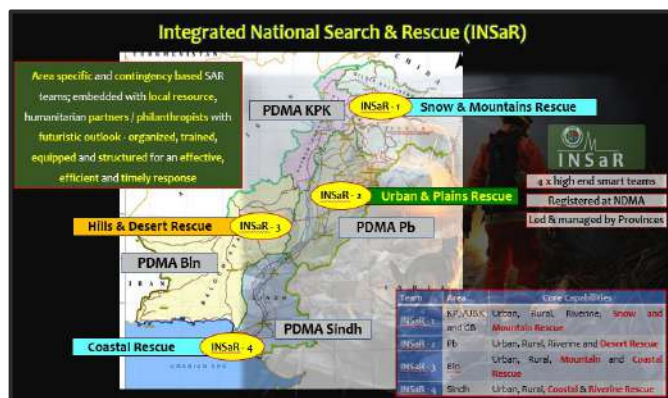 Integrated National Search & Rescue (INSaR)
Area specific and contingency based SAR
teams; embedded with local resource,
humanitarian partners / philanthropists with
futuristic outlook - organized, trained,
equipped and structured for an effective,
efficient and timely response
PDMA KPK
INSaR - 1
Snow & Mountains Rescue
INSaR
4 x high end smart teams
Registered at NDMA
Led & managed by Provinces
INSaR - 2
Urban & Plains Rescue
Hills & Desert Rescue
INSaR - 3
PDMA Pb
PDMA Bln
PDMA Sindh
Coastal Rescue
INSaR - 4
Team Area Core Capabilities
INSaR - 1 KP, AJ&K and GB Urban, Rural, Riverine, Snow and Mountain Rescue
INSaR - 2 Pb Urban, Rural, Riverine and Desert Rescue
INSaR - 3 Bln Urban, Rural, Mountain and Coastal Rescue
INSaR - 4 Sindh Urban, Rural, Coastal & Riverine Rescue
CHINA
IRAN
ARABIAN SEA